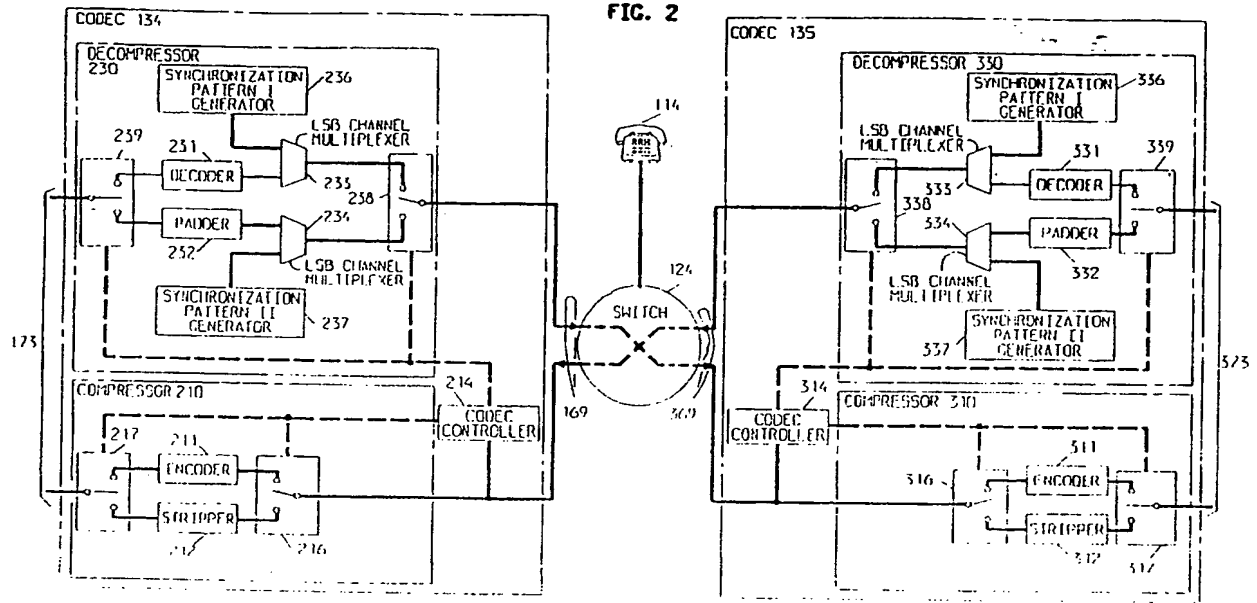 FIG. 2
CODEC 134
DECOMPRESSOR
230
SYNCHRONIZATION
PATTERN I
GENERATOR
236
LSB CHANNEL
MULTIPLEXER
239
231
DECODER
233
238
234
PADDER
232
LSB CHANNEL
MULTIPLEXER
SYNCHRONIZATION
PATTERN II
GENERATOR
237
173
COMPRESSOR 210
217
211
ENCODER
STRIPPER
212
216
214
CODEC
CONTROLLER
169
114
124
SWITCH
369
CODEC 135
DECOMPRESSOR 330
SYNCHRONIZATION
PATTERN I
GENERATOR
336
LSB CHANNEL
MULTIPLEXER
331
339
333
DECODER
338
334
PADDER
332
LSB CHANNEL
MULTIPLEXER
SYNCHRONIZATION
PATTERN II
GENERATOR
337
373
314
CODEC
CONTROLLER
COMPRESSOR 310
316
311
ENCODER
STRIPPER
312
317